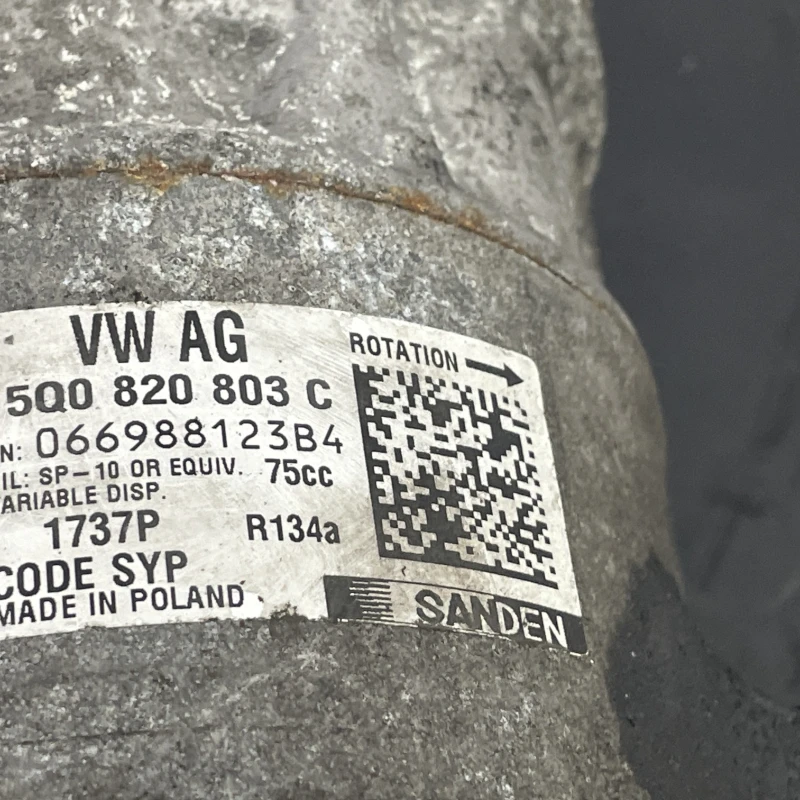 VW AG
ROTATION
5Q0 820 803 C
N: 066988123B4
IL: SP-10 OR EQUIV. 75cc
ARIABLE DISP.
1737P R134a
CODE SYP
MADE IN POLAND
SANDEN